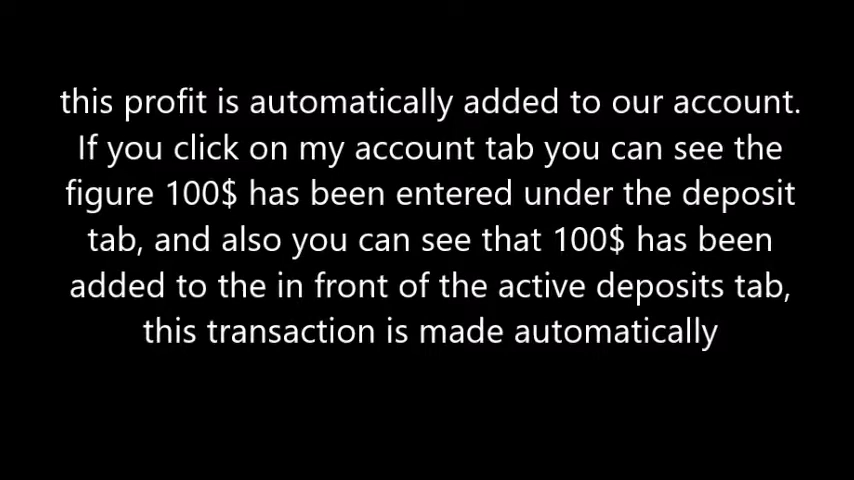 this profit is automatically added to our account.
If you click on my account tab you can see the
figure 100$ has been entered under the deposit
tab, and also you can see that 100$ has been
added to the in front of the active deposits tab,
this transaction is made automatically